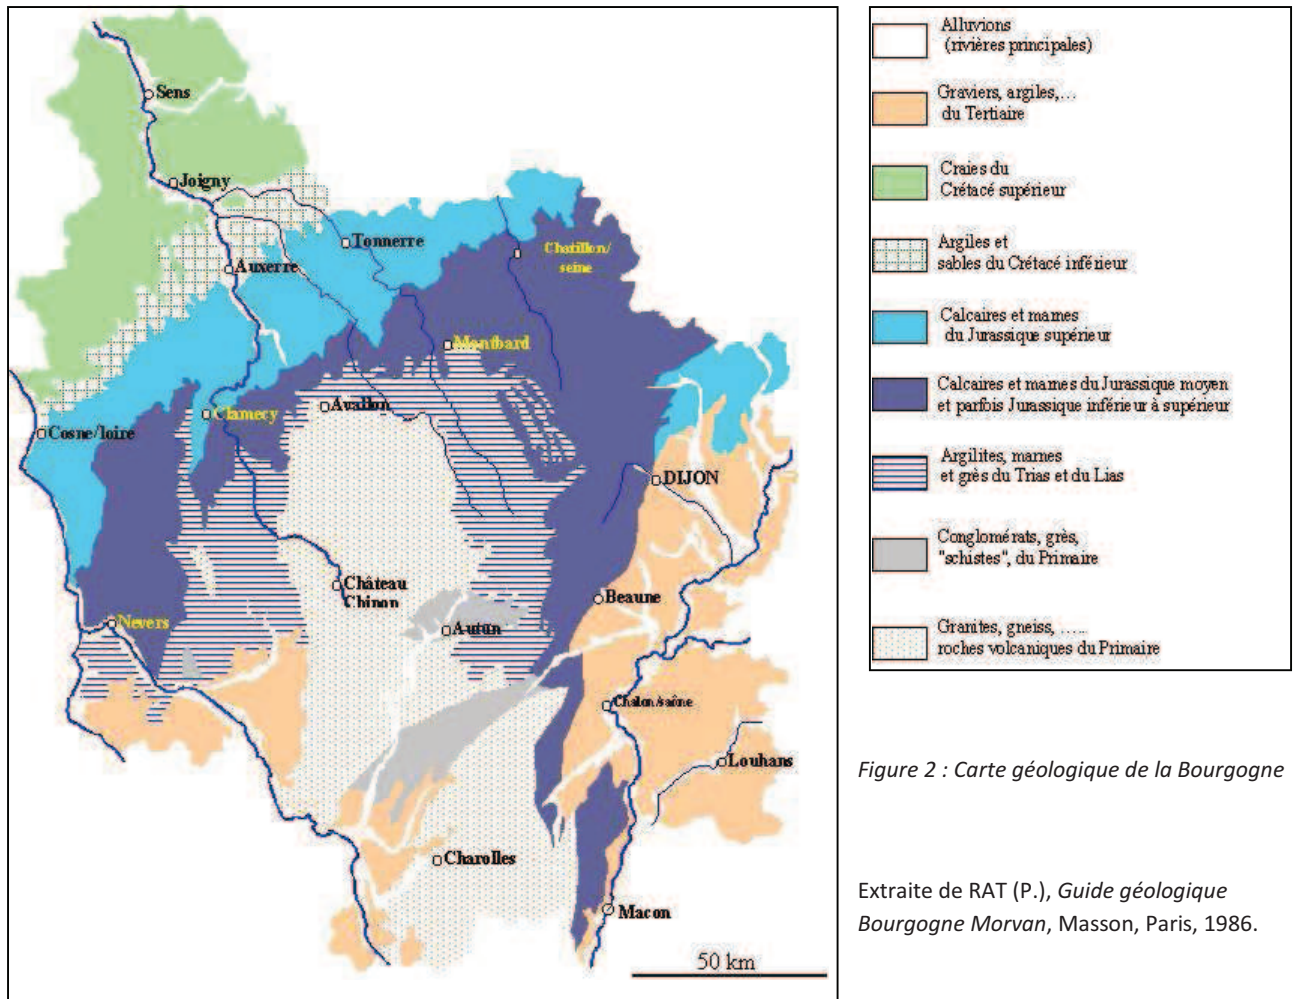 Sens
Joigny
Tonnerre
Chatillon/
seine
Auxerre
Montbard
Avallon
Clamecy
Cosne/loire
DIJON
Château
Chinon
Beaune
Nevers
Autun
Chalon/saône
Louhans
Charolles
Macon
50 km
Alluvions
(rivières principales)
Graviers, argiles,...
du Tertiaire
Craies du
Crétacé supérieur
Argiles et
sables du Crétacé inférieur
Calcaires et marnes
du Jurassique supérieur
Calcaires et marnes du Jurassique moyen
et parfois Jurassique inférieur à supérieur
Argilites, marnes
et grès du Trias et du Lias
Conglomérats, grès,
"schistes", du Primaire
Granites, gneiss, ......
roches volcaniques du Primaire
Figure 2 : Carte géologique de la Bourgogne
Extraite de RAT (P.), Guide géologique
Bourgogne Morvan, Masson, Paris, 1986.